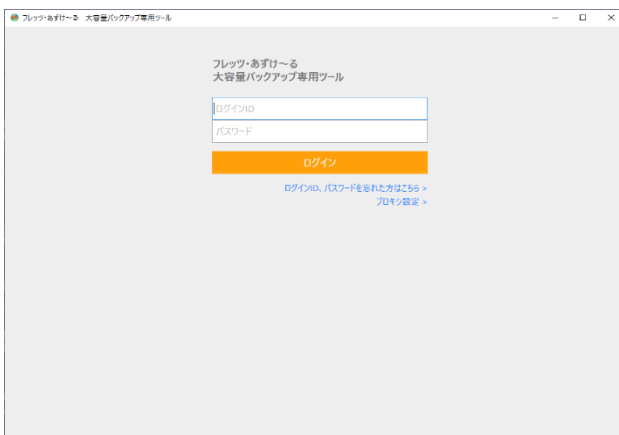 フレッツ・あずけ～る 大容量バックアップ専用ツール
フレッツ・あずけ～る
大容量バックアップ専用ツール
ログインID
パスワード
ログイン
ログインID、パスワードを忘れた方はこちら >
プロキシ設定 >